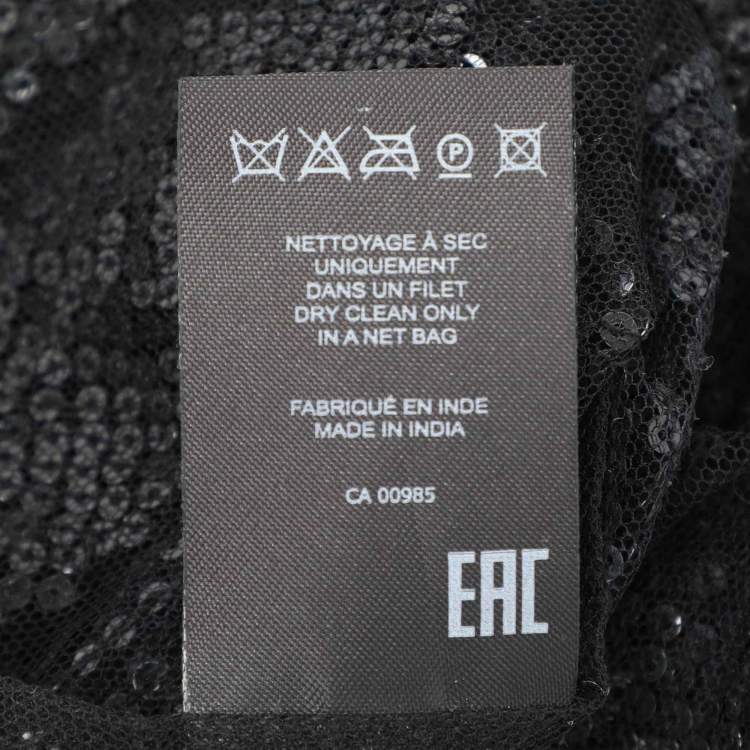 P
NETTOYAGE À SEC
UNIQUEMENT
DANS UN FILET
DRY CLEAN ONLY
IN A NET BAG
FABRIQUÉ EN INDE
MADE IN INDIA
CA 00985
EAC